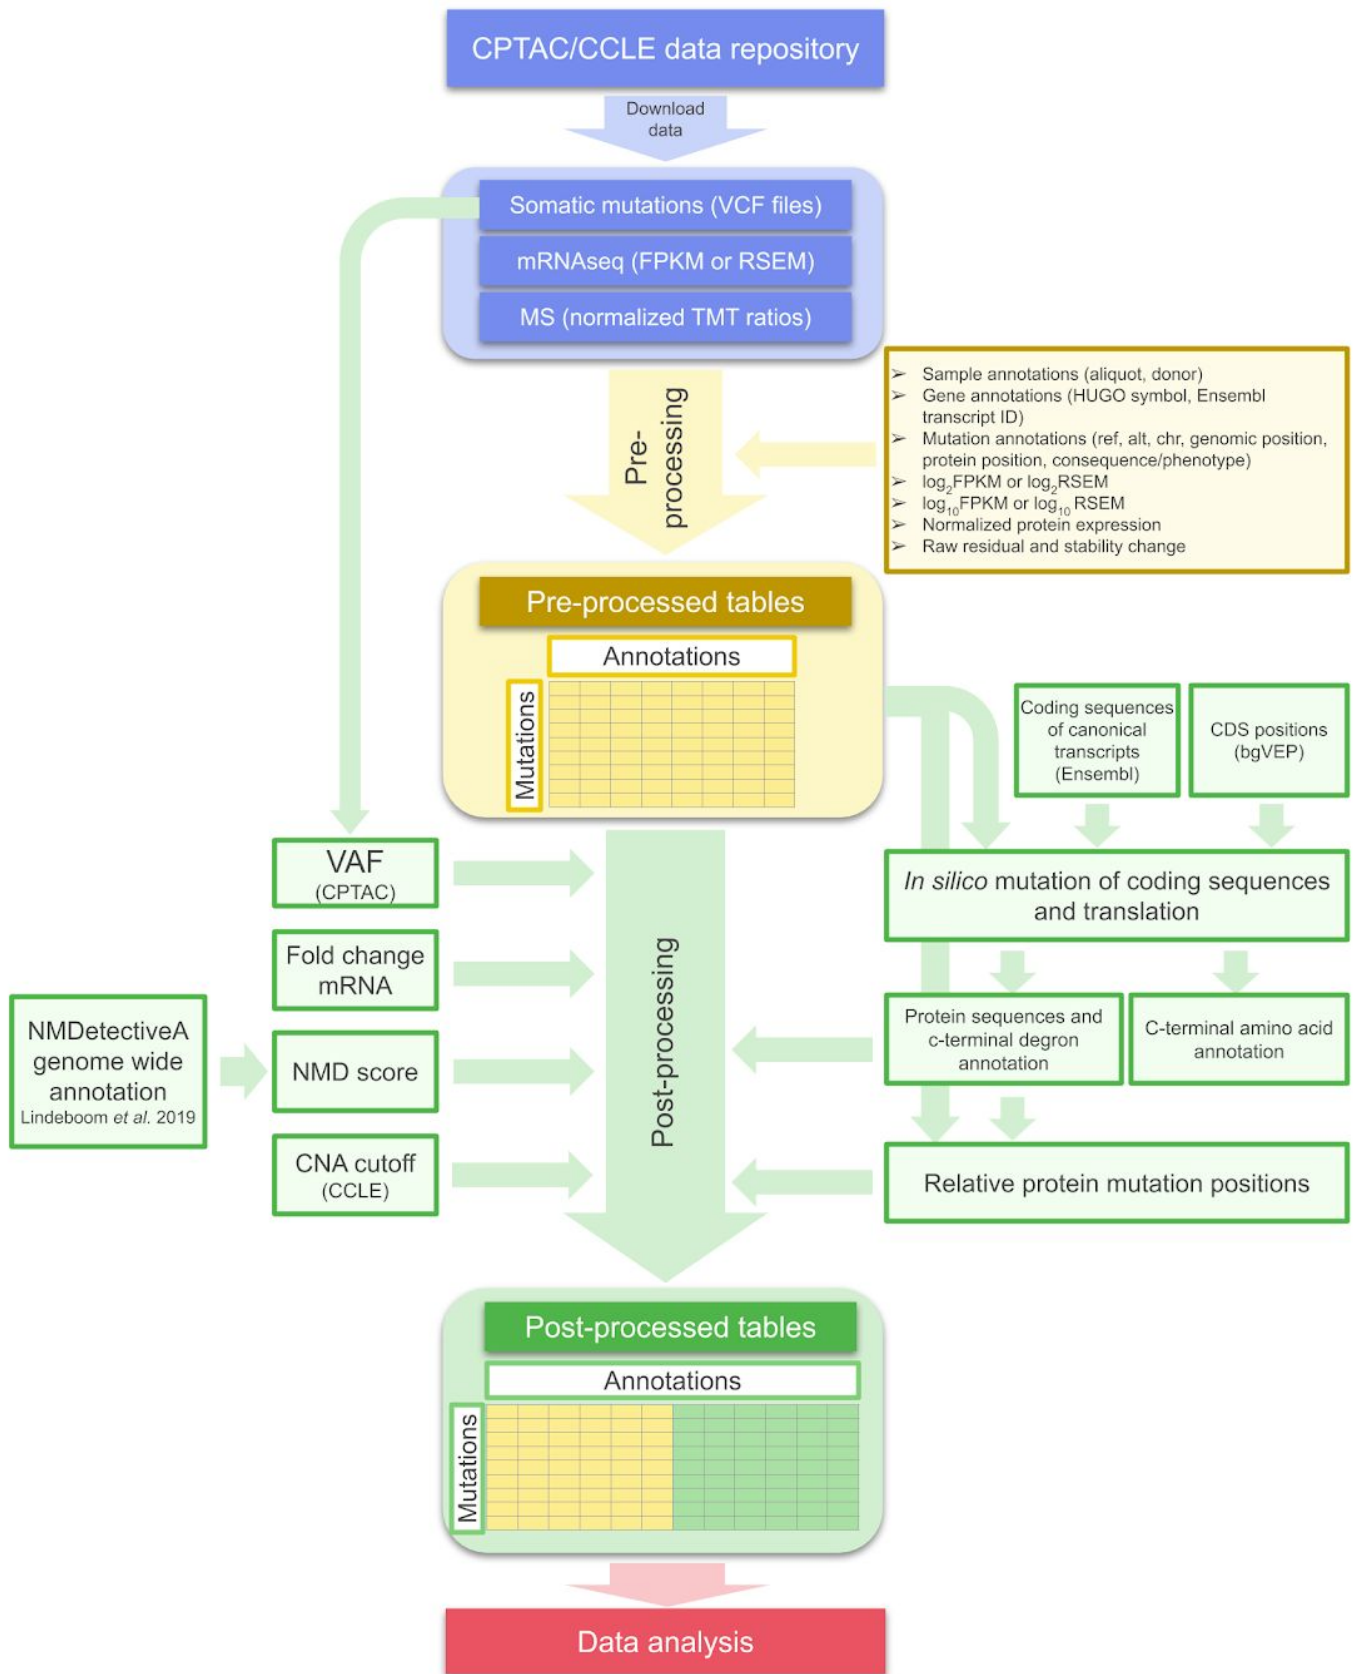 CPTAC/CCLE data repository
Download
data
Somatic mutations (VCF files)
mRNAseq (FPKM or RSEM)
MS (normalized TMT ratios)
Pre-
processing
➢ Sample annotations (aliquot, donor)
➢ Gene annotations (HUGO symbol, Ensembl
transcript ID)
➢ Mutation annotations (ref, alt, chr, genomic position,
protein position, consequence/phenotype)
➢ log₂FPKM or log₂RSEM
➢ log₁₀FPKM or log₁₀ RSEM
➢ Normalized protein expression
➢ Raw residual and stability change
Pre-processed tables
Annotations
Mutations
Coding sequences
of canonical
transcripts
(Ensembl)
CDS positions
(bgVEP)
VAF
(CPTAC)
Fold change
mRNA
NMDetectiveA
genome wide
annotation
Lindeboom et al. 2019
NMD score
CNA cutoff
(CCLE)
Post-processing
In silico mutation of coding sequences
and translation
Protein sequences and
c-terminal degron
annotation
C-terminal amino acid
annotation
Relative protein mutation positions
Post-processed tables
Annotations
Mutations
Data analysis